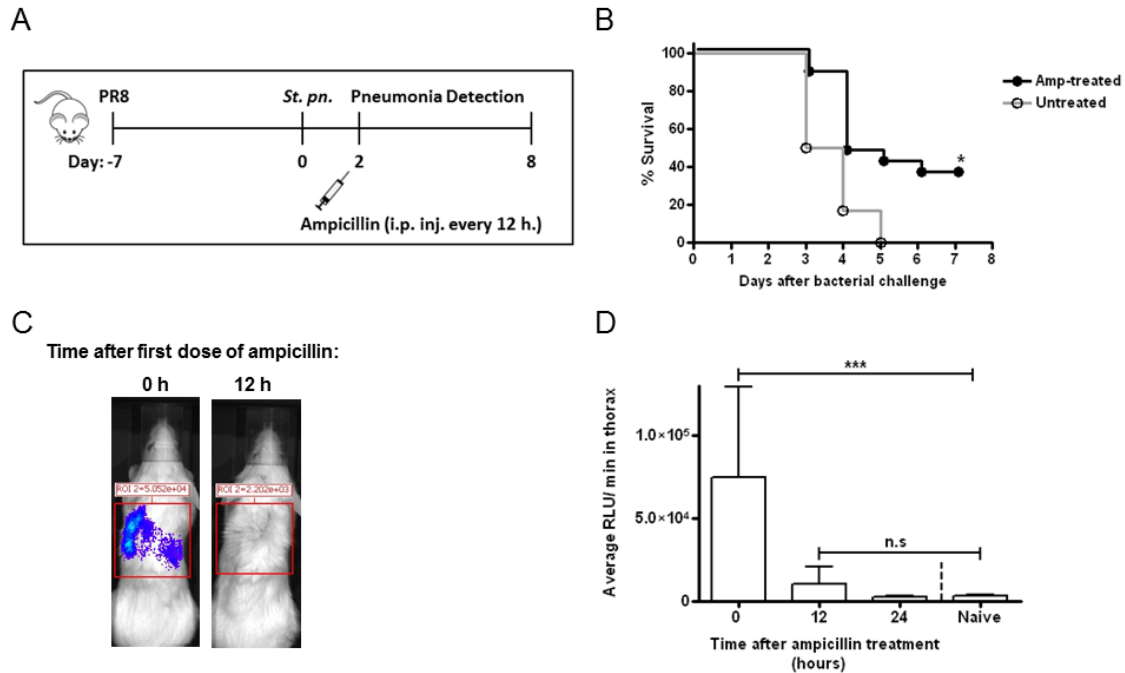 A
PR8
St. pn.
Pneumonia Detection
Day: -7
0
2
8
Ampicillin (i.p. inj. every 12 h.)
B
% Survival
100
80
60
40
20
0
*
0 1 2 3 4 5 6 7 8
Days after bacterial challenge
Amp-treated
Untreated
C
Time after first dose of ampicillin:
0 h
12 h
ROI 2=5.052e+04
ROI 2=2.202e+03
D
Average RLU/ min in thorax
1.0×10⁵
5.0×10⁴
0
***
n.s
0 12 24 Naive
Time after ampicillin treatment
(hours)